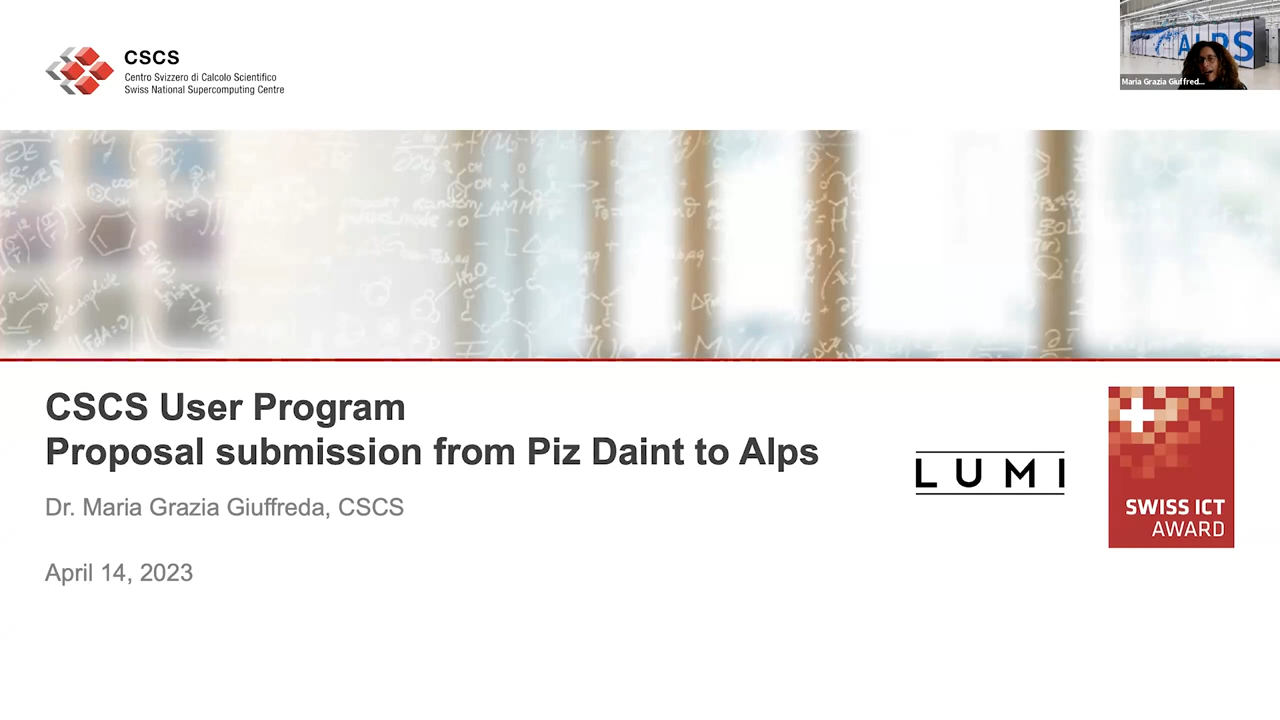 CSCS
Centro Svizzero di Calcolo Scientifico
Swiss National Supercomputing Centre
ALPS
Maria Grazia Giuffred...
CSCS User Program
Proposal submission from Piz Daint to Alps
Dr. Maria Grazia Giuffreda, CSCS
April 14, 2023
LUMI
SWISS ICT
AWARD